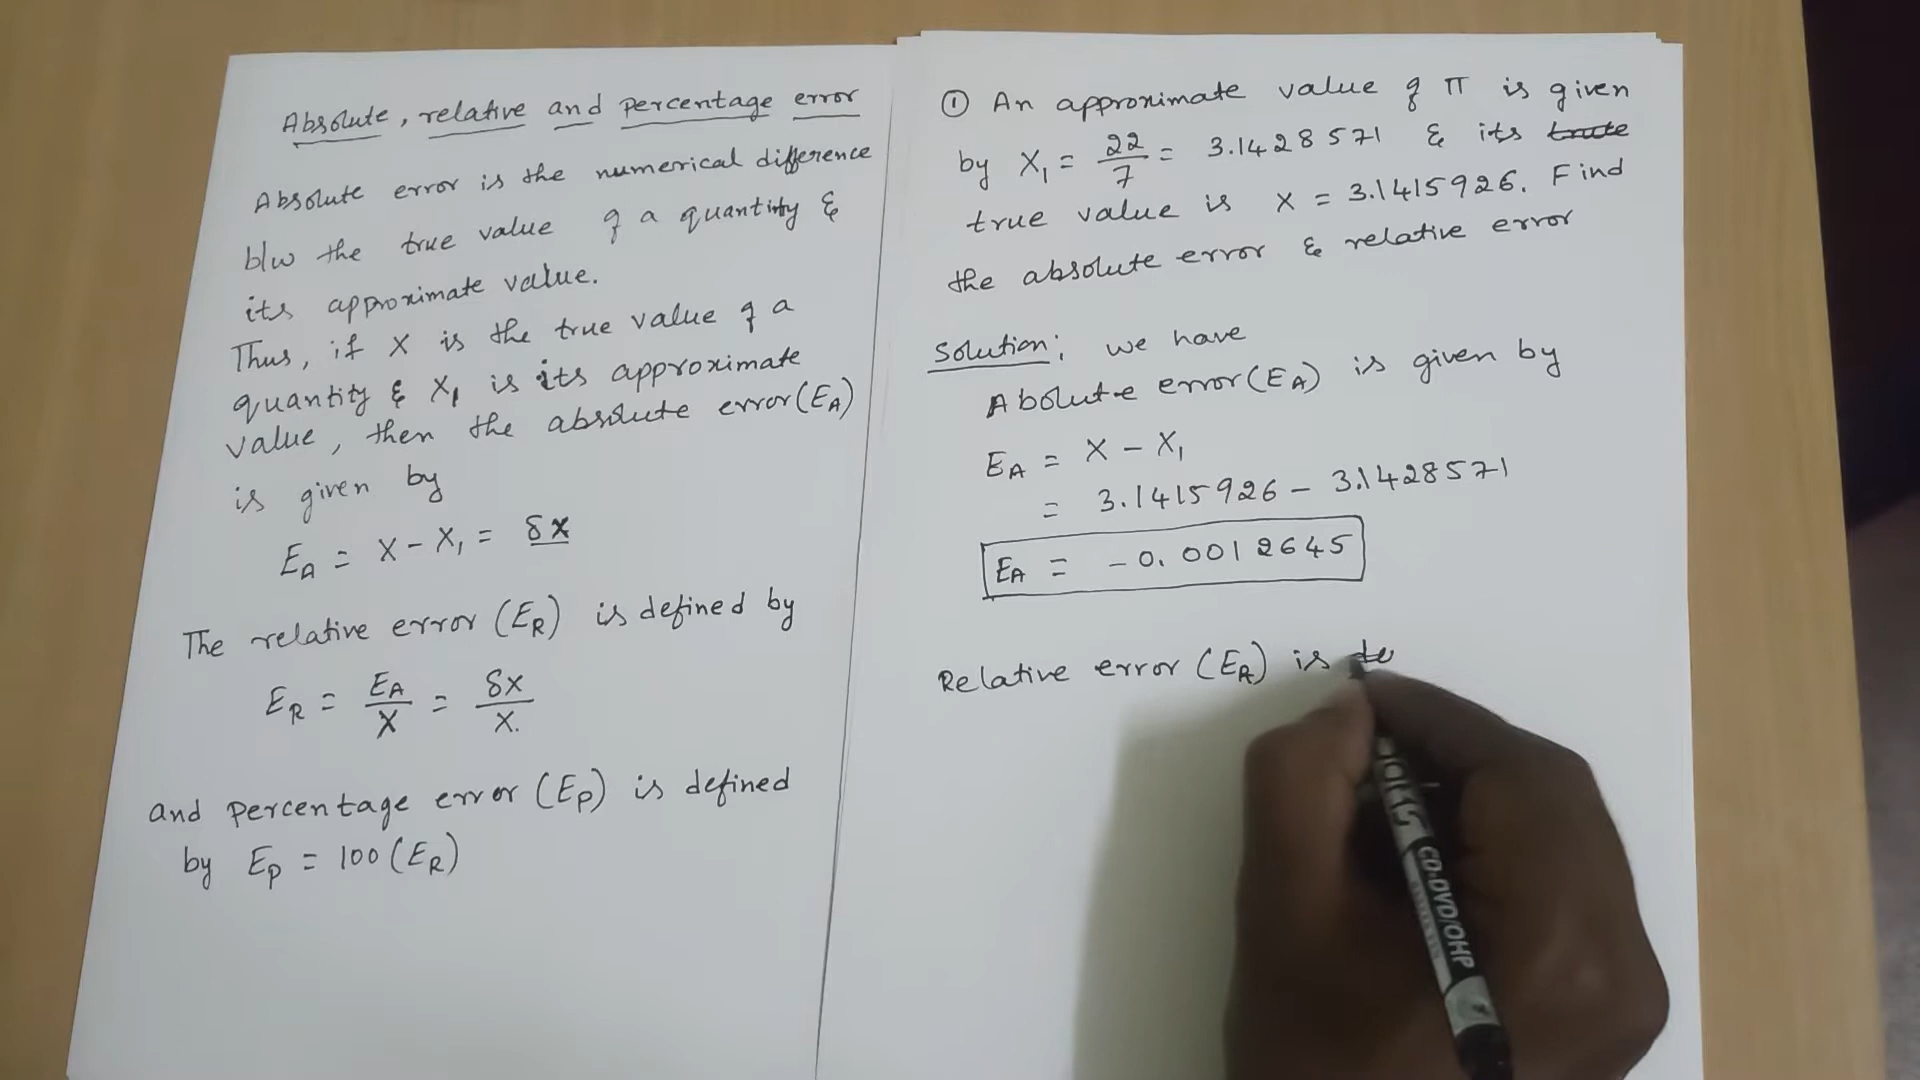 Absolute, relative and percentage error
Absolute error is the numerical difference
b/w the true value of a quantity &
its approximate value.
Thus, if X is the true value of a
quantity & X₁ is its approximate
value, then the absolute error (E_A)
is given by
E_A = X - X₁ = δx
The relative error (E_R) is defined by
E_R = E_A/X = δx/X.
and percentage error (E_P) is defined
by E_P = 100 (E_R)
① An approximate value of π is given
by X₁ = 22/7 = 3.1428571 & its
true value is X = 3.1415926. Find
the absolute error & relative error
Solution: we have
Abolute error (E_A) is given by
E_A = X - X₁
= 3.1415926 - 3.1428571
E_A = -0.0012645
Relative error (E_R) is
CD-DVD/OHP